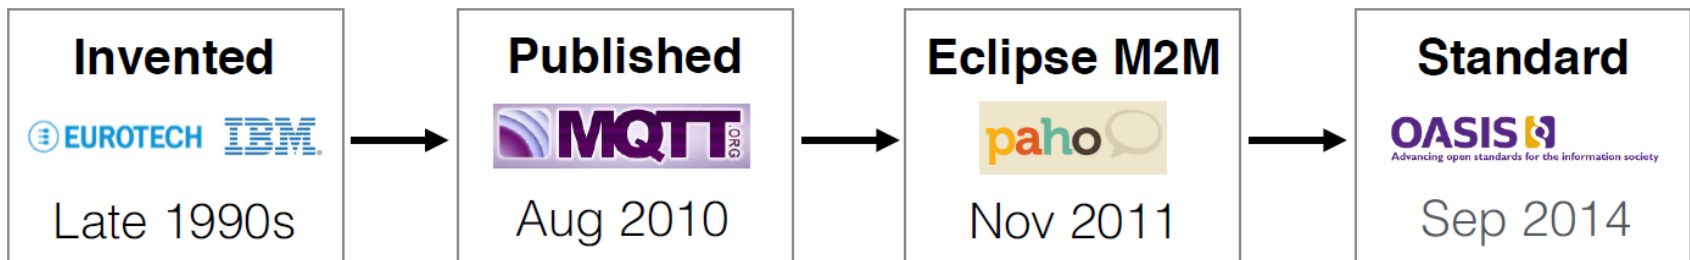 Invented
EUROTECH IBM
Late 1990s
Published
MQTT.ORG
Aug 2010
Eclipse M2M
paho
Nov 2011
Standard
OASIS
Advancing open standards for the information society
Sep 2014